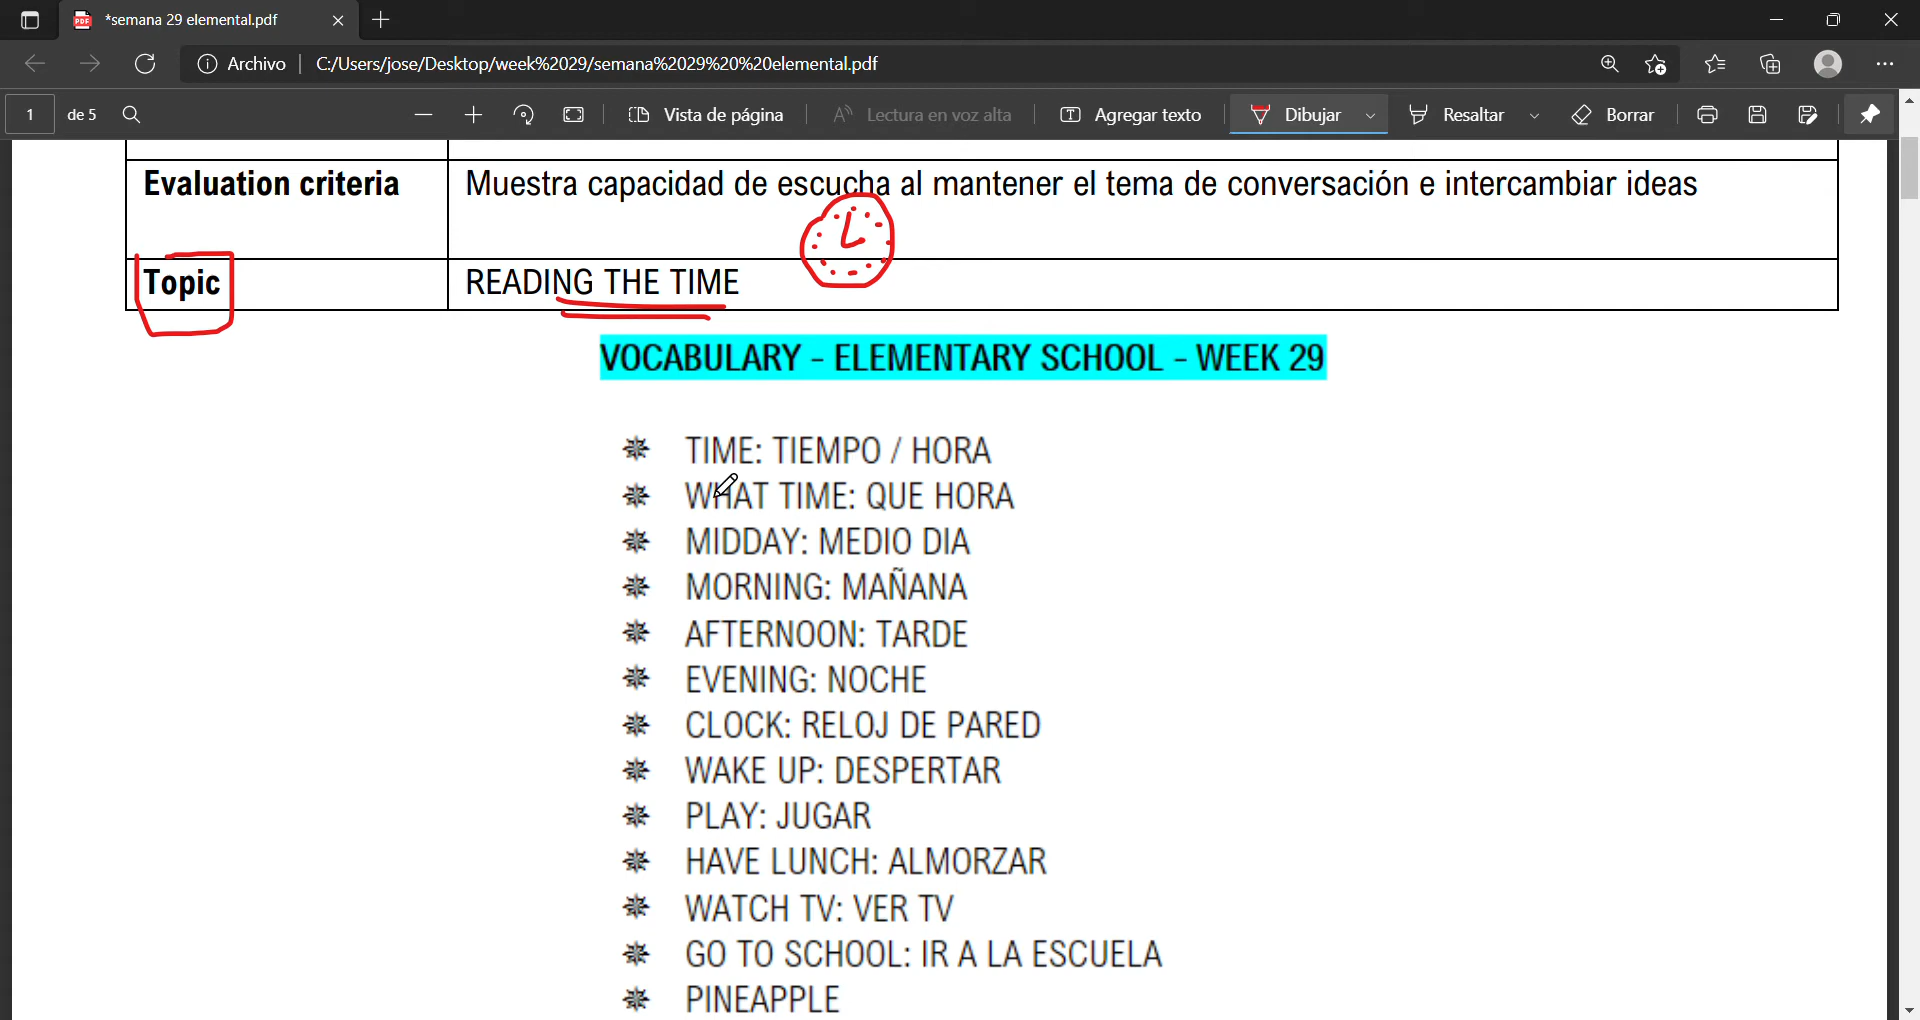 *semana 29 elemental.pdf
Archivo | C:/Users/jose/Desktop/week%2029/semana%2029%20%20elemental.pdf
1 de 5 Vista de página Lectura en voz alta Agregar texto Dibujar Resaltar Borrar
Evaluation criteria Muestra capacidad de escucha al mantener el tema de conversación e intercambiar ideas
Topic READING THE TIME
VOCABULARY - ELEMENTARY SCHOOL - WEEK 29
TIME: TIEMPO / HORA
WHAT TIME: QUE HORA
MIDDAY: MEDIO DIA
MORNING: MAÑANA
AFTERNOON: TARDE
EVENING: NOCHE
CLOCK: RELOJ DE PARED
WAKE UP: DESPERTAR
PLAY: JUGAR
HAVE LUNCH: ALMORZAR
WATCH TV: VER TV
GO TO SCHOOL: IR A LA ESCUELA
PINEAPPLE